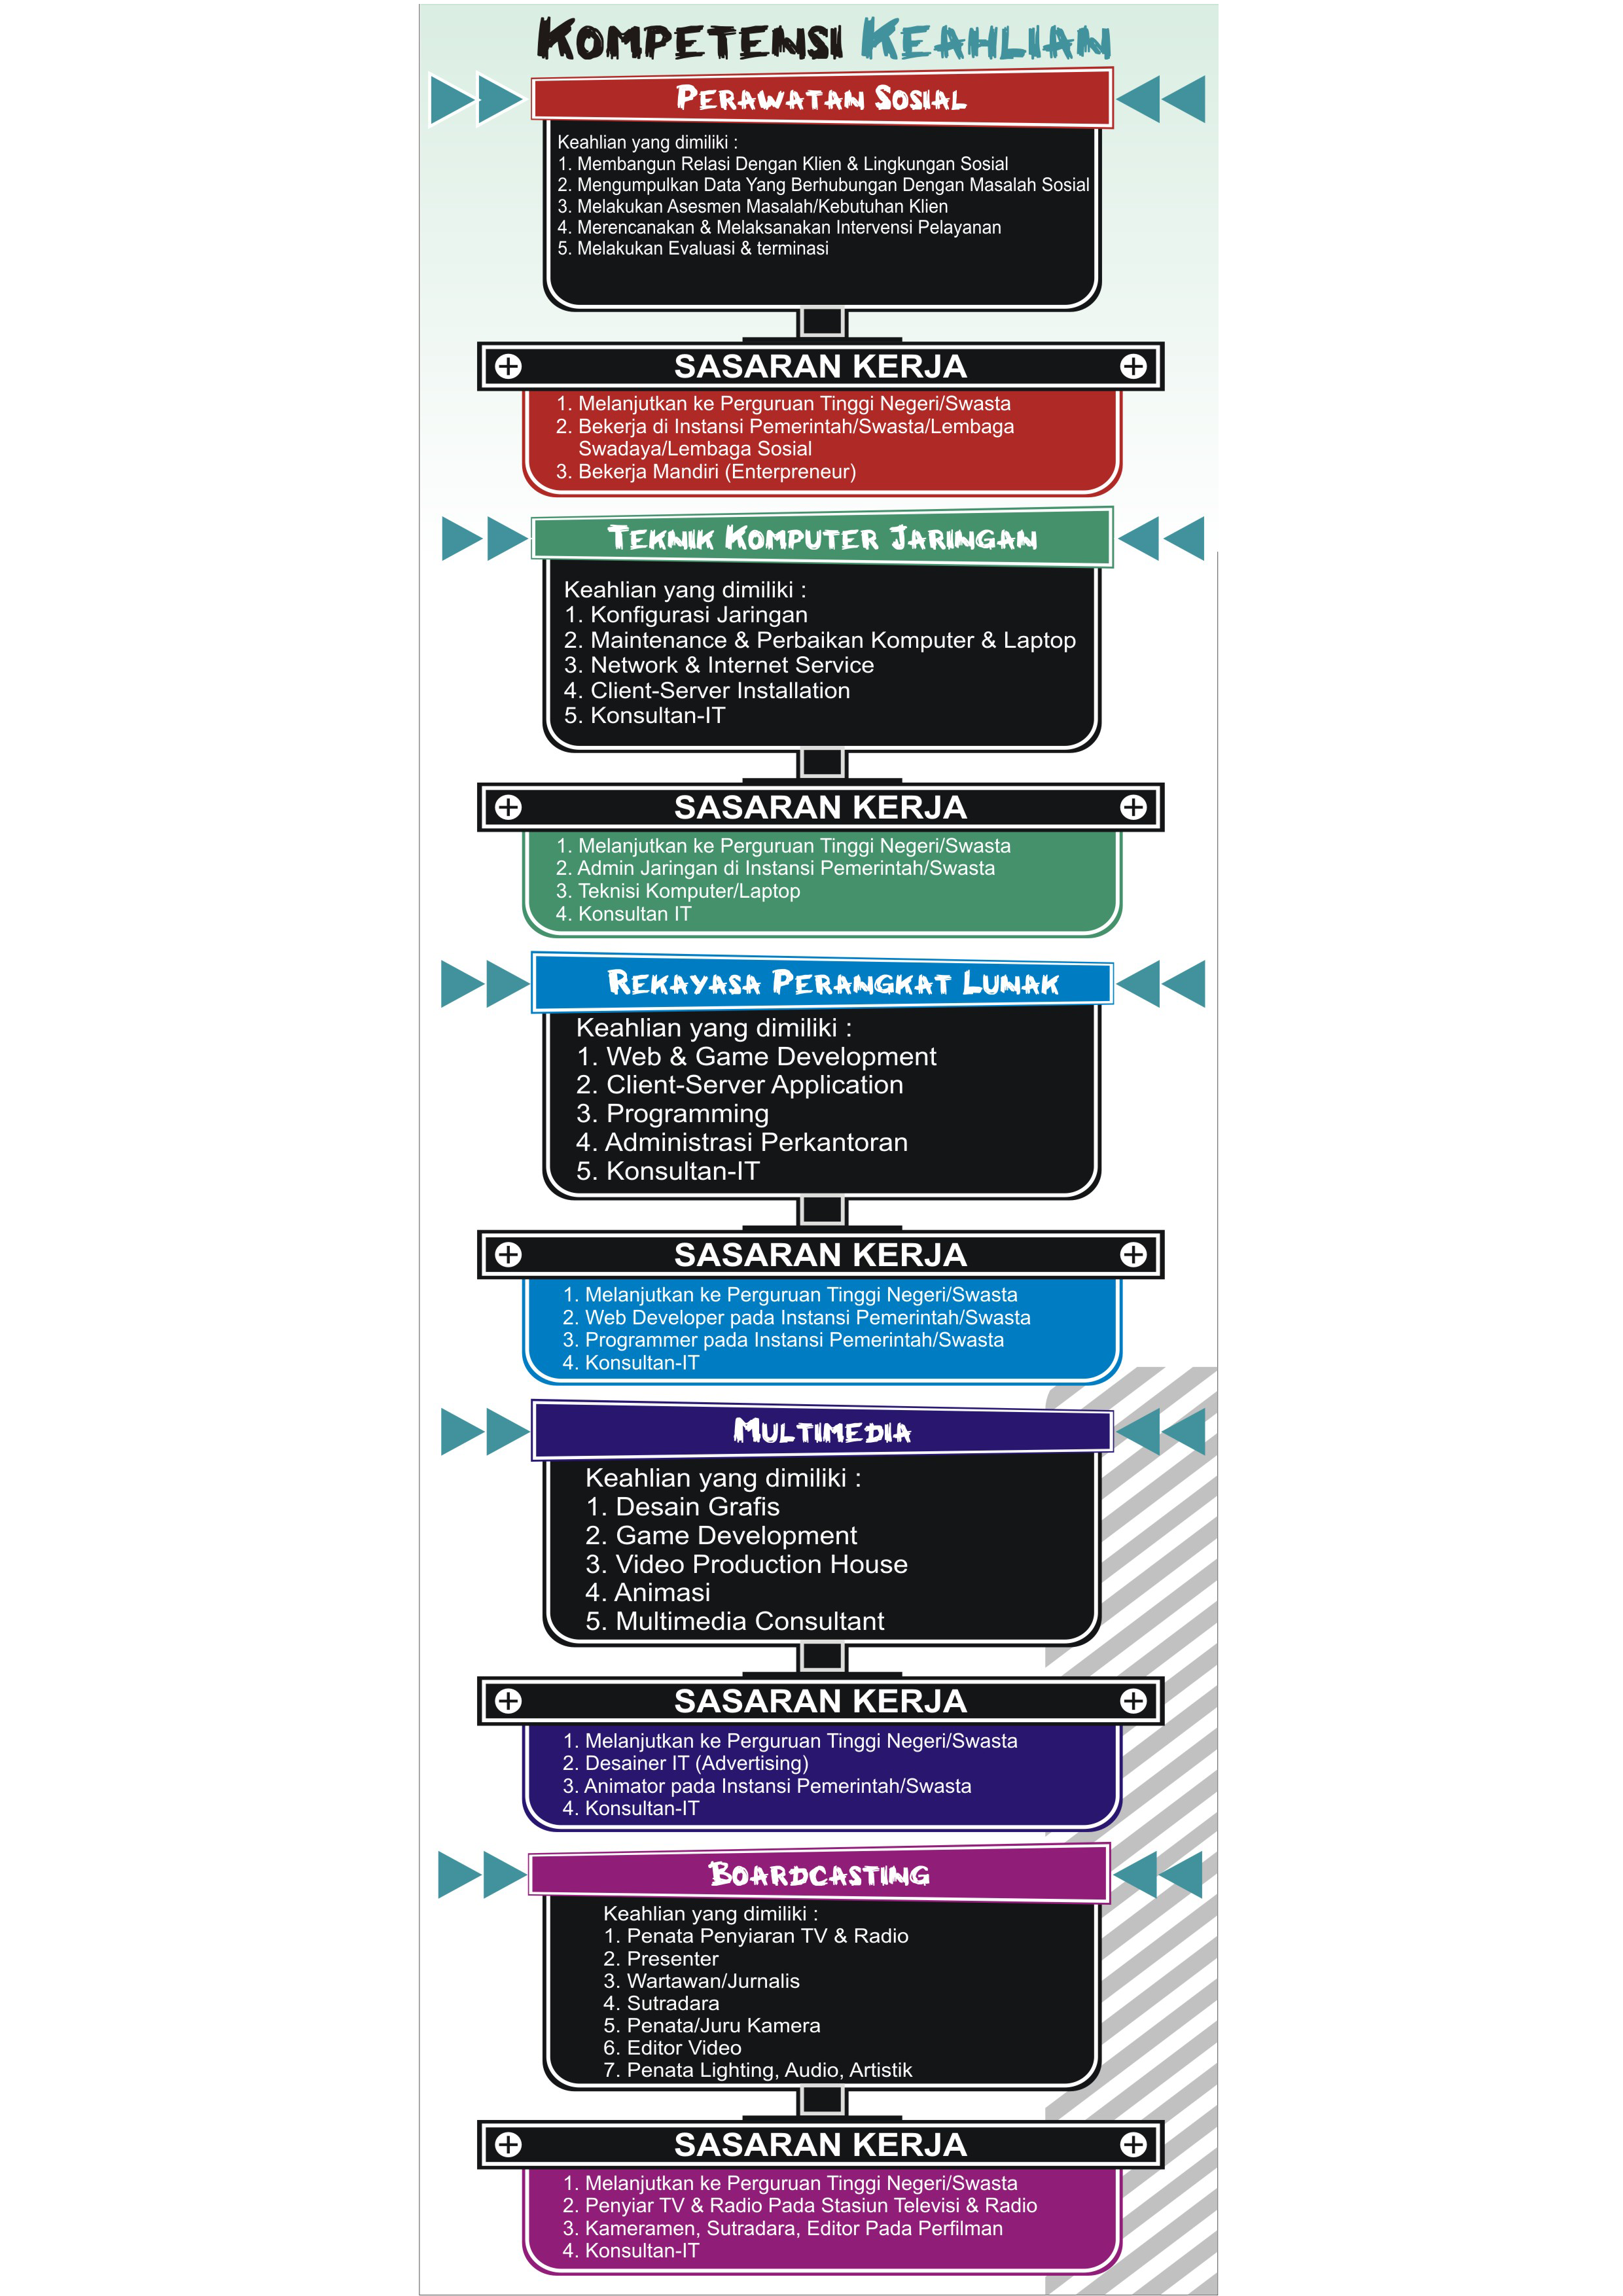 KOMPETENSI KEAHLIAN
PERAWATAN SOSIAL
Keahlian yang dimiliki :
1. Membangun Relasi Dengan Klien & Lingkungan Sosial
2. Mengumpulkan Data Yang Berhubungan Dengan Masalah Sosial
3. Melakukan Asesmen Masalah/Kebutuhan Klien
4. Merencanakan & Melaksanakan Intervensi Pelayanan
5. Melakukan Evaluasi & terminasi
SASARAN KERJA
1. Melanjutkan ke Perguruan Tinggi Negeri/Swasta
2. Bekerja di Instansi Pemerintah/Swasta/Lembaga
Swadaya/Lembaga Sosial
3. Bekerja Mandiri (Enterpreneur)
TEKNIK KOMPUTER JARINGAN
Keahlian yang dimiliki :
1. Konfigurasi Jaringan
2. Maintenance & Perbaikan Komputer & Laptop
3. Network & Internet Service
4. Client-Server Installation
5. Konsultan-IT
SASARAN KERJA
1. Melanjutkan ke Perguruan Tinggi Negeri/Swasta
2. Admin Jaringan di Instansi Pemerintah/Swasta
3. Teknisi Komputer/Laptop
4. Konsultan IT
REKAYASA PERANGKAT LUNAK
Keahlian yang dimiliki :
1. Web & Game Development
2. Client-Server Application
3. Programming
4. Administrasi Perkantoran
5. Konsultan-IT
SASARAN KERJA
1. Melanjutkan ke Perguruan Tinggi Negeri/Swasta
2. Web Developer pada Instansi Pemerintah/Swasta
3. Programmer pada Instansi Pemerintah/Swasta
4. Konsultan-IT
MULTIMEDIA
Keahlian yang dimiliki :
1. Desain Grafis
2. Game Development
3. Video Production House
4. Animasi
5. Multimedia Consultant
SASARAN KERJA
1. Melanjutkan ke Perguruan Tinggi Negeri/Swasta
2. Desainer IT (Advertising)
3. Animator pada Instansi Pemerintah/Swasta
4. Konsultan-IT
BOARDCASTING
Keahlian yang dimiliki :
1. Penata Penyiaran TV & Radio
2. Presenter
3. Wartawan/Jurnalis
4. Sutradara
5. Penata/Juru Kamera
6. Editor Video
7. Penata Lighting, Audio, Artistik
SASARAN KERJA
1. Melanjutkan ke Perguruan Tinggi Negeri/Swasta
2. Penyiar TV & Radio Pada Stasiun Televisi & Radio
3. Kameramen, Sutradara, Editor Pada Perfilman
4. Konsultan-IT